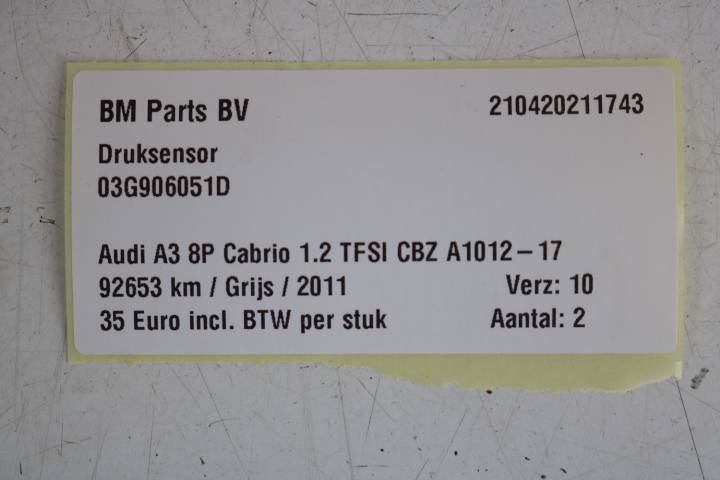 BM Parts BV 210420211743
Druksensor
03G906051D
Audi A3 8P Cabrio 1.2 TFSI CBZ A1012-17
92653 km / Grijs / 2011 Verz: 10
35 Euro incl. BTW per stuk Aantal: 2